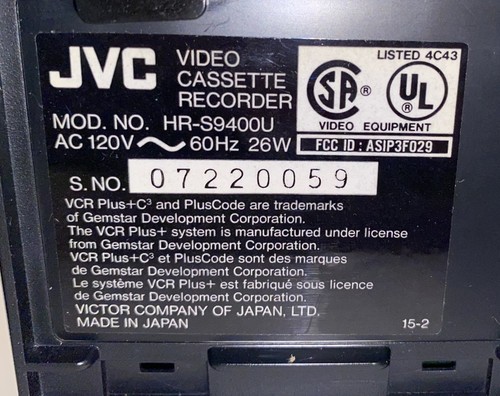 JVC VIDEO CASSETTE RECORDER
MOD. NO. HR-S9400U
AC 120V ~ 60Hz 26W
LISTED 4C43
SA ® UL ®
VIDEO EQUIPMENT
FCC ID : ASIP3F029
S. NO. 07220059
VCR Plus+C³ and PlusCode are trademarks
of Gemstar Development Corporation.
The VCR Plus+ system is manufactured under license
from Gemstar Development Corporation.
VCR Plus+C³ et PlusCode sont des marques
de Gemstar Development Corporation.
Le système VCR Plus+ est fabriqué sous licence
de Gemstar Development Corporation.
VICTOR COMPANY OF JAPAN, LTD.
MADE IN JAPAN 15-2